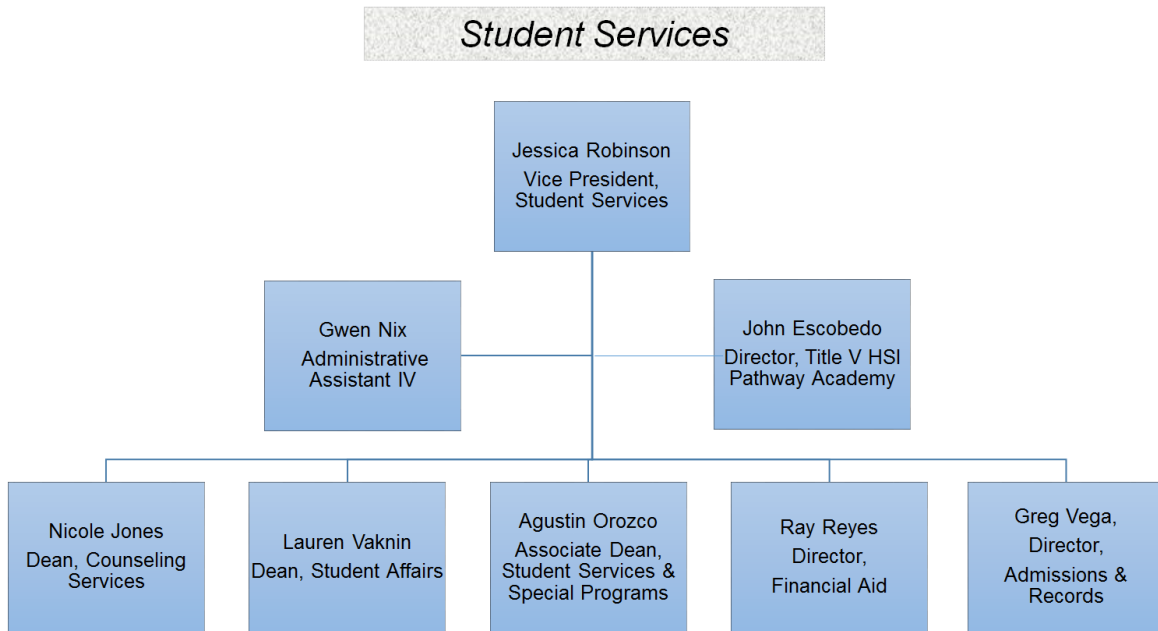 Student Services
Jessica Robinson
Vice President,
Student Services
Gwen Nix
Administrative
Assistant IV
John Escobedo
Director, Title V HSI
Pathway Academy
Nicole Jones
Dean, Counseling
Services
Lauren Vaknin
Dean, Student Affairs
Agustin Orozco
Associate Dean,
Student Services &
Special Programs
Ray Reyes
Director,
Financial Aid
Greg Vega,
Director,
Admissions &
Records